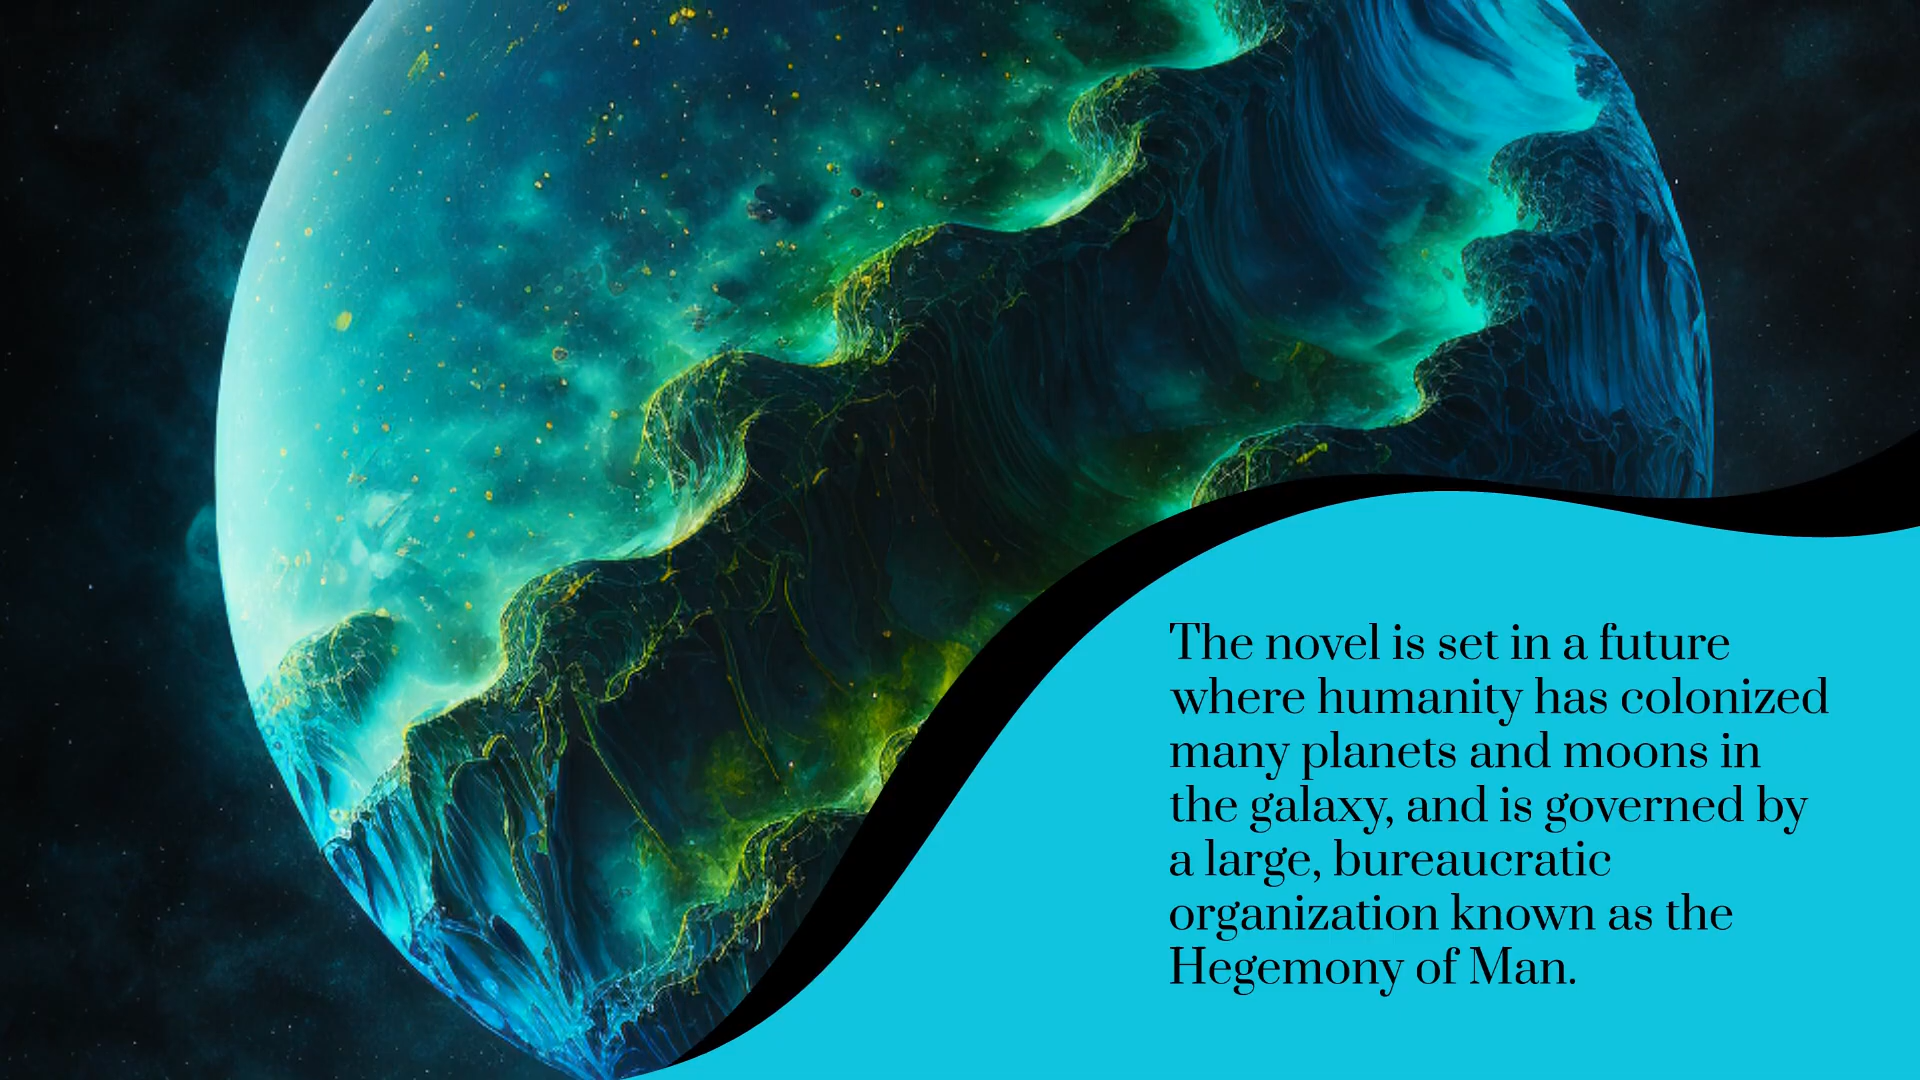 The novel is set in a future
where humanity has colonized
many planets and moons in
the galaxy, and is governed by
a large, bureaucratic
organization known as the
Hegemony of Man.